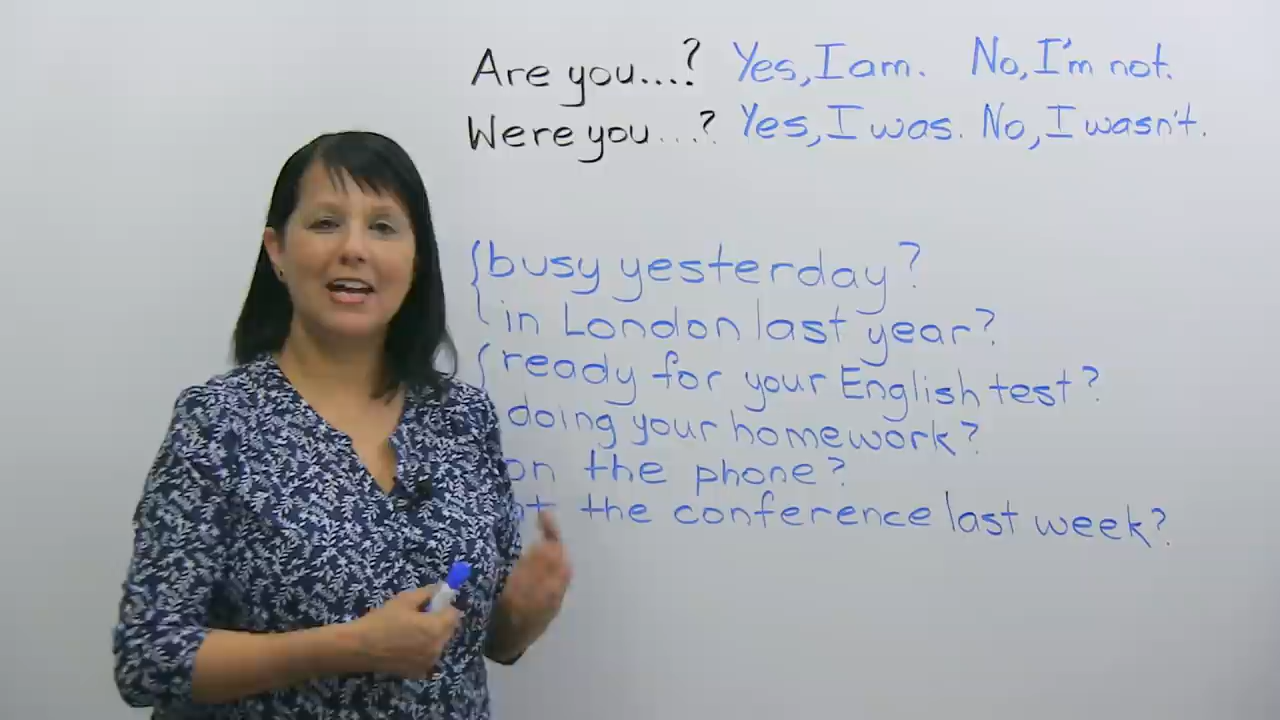 Are you...? Yes, I am. No, I'm not.
Were you...? Yes, I was. No, I wasn't.
busy yesterday?
in London last year?
ready for your English test?
doing your homework?
on the phone?
at the conference last week?